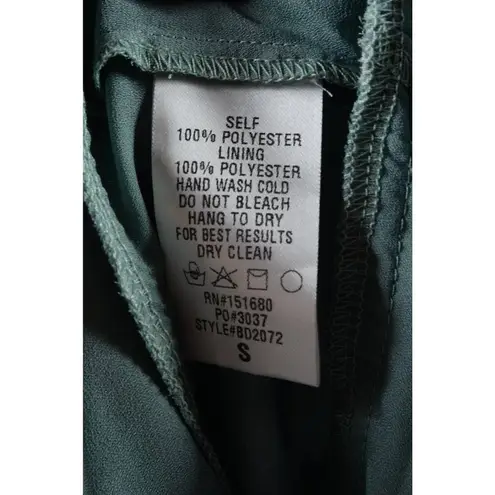 SELF
100% POLYESTER
LINING
100% POLYESTER
HAND WASH COLD
DO NOT BLEACH
HANG TO DRY
FOR BEST RESULTS
DRY CLEAN
RN#151680
PO#3037
STYLE#BD2072
S